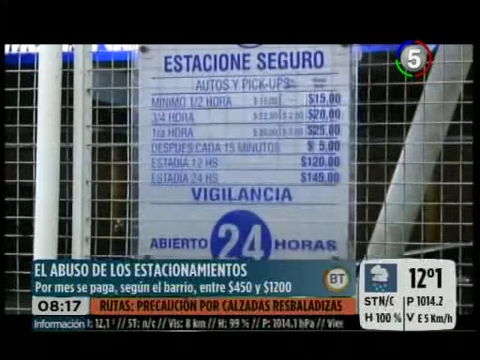 5
ESTACIONE SEGURO
AUTOS Y PICK-UPS
MINIMO 1/2 HORA $15,00
3/4 HORA $20,00
1ra HORA $25,00
DESPUES CADA 15 MINUTOS $ 5,00
ESTADIA 12 HS $120,00
ESTADIA 24 HS $145,00
VIGILANCIA
ABIERTO 24 HORAS
EL ABUSO DE LOS ESTACIONAMIENTOS
Por mes se paga, según el barrio, entre $450 y $1200
BT
08:17 RUTAS: PRECAUCIÓN POR CALZADAS RESBALADIZAS
12º1
ST N/c P 1014.2
H 100 % V E 5 Km/h
Información T: 12,1 º // ST: n/c // Vis: 8 km // H: 99 % // P: 1014.1 hPa // Vie